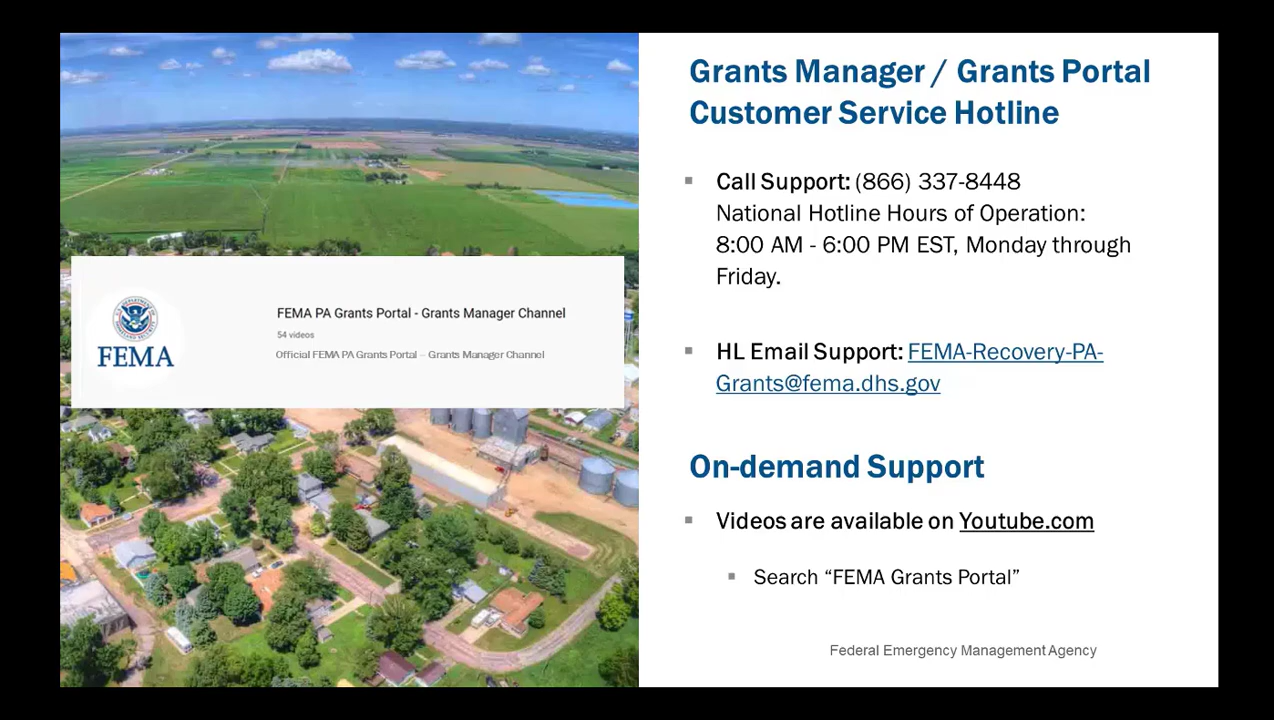 Grants Manager / Grants Portal
Customer Service Hotline
Call Support: (866) 337-8448
National Hotline Hours of Operation:
8:00 AM - 6:00 PM EST, Monday through
Friday.
FEMA PA Grants Portal - Grants Manager Channel
54 videos
Official FEMA PA Grants Portal – Grants Manager Channel
FEMA
HL Email Support: FEMA-Recovery-PA-
Grants@fema.dhs.gov
On-demand Support
Videos are available on Youtube.com
Search “FEMA Grants Portal”
Federal Emergency Management Agency